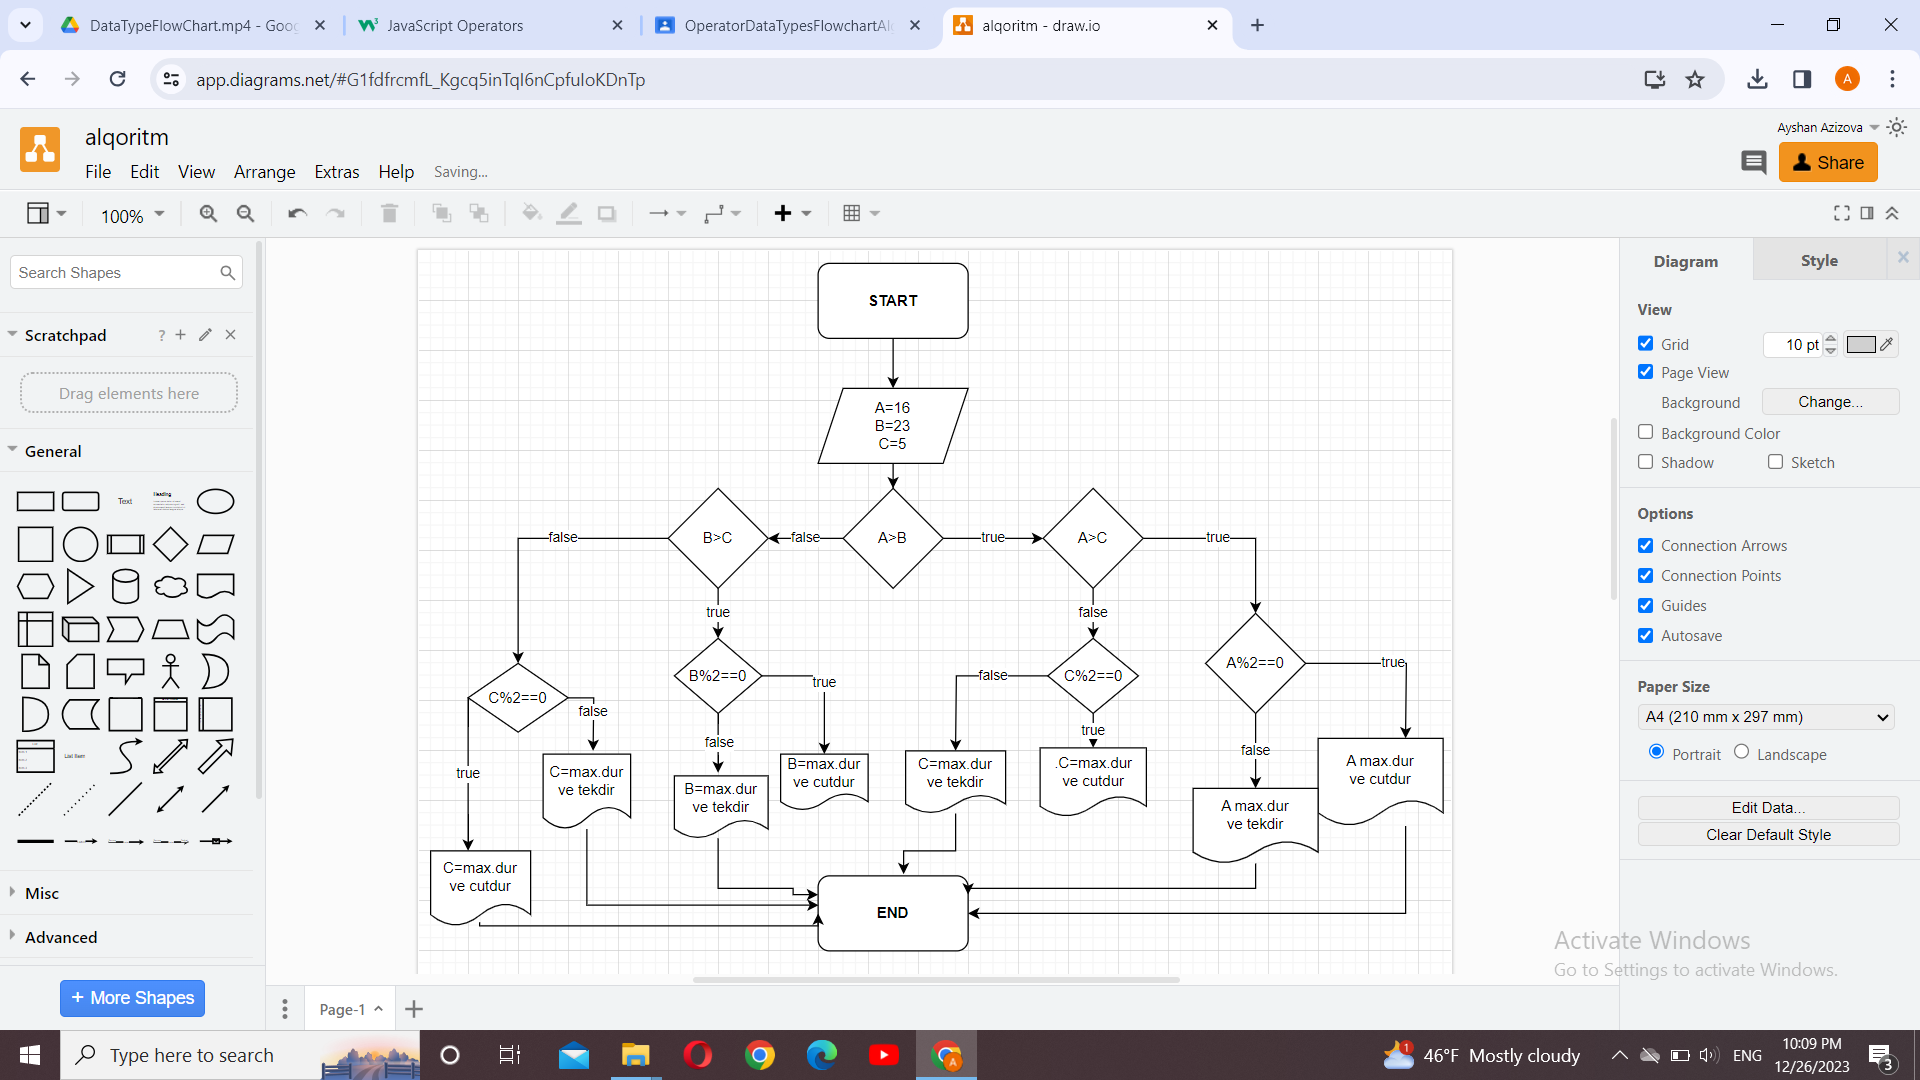 DataTypeFlowChart.mp4 - Goog
JavaScript Operators
OperatorDataTypesFlowchartAl
alqoritm - draw.io
app.diagrams.net/#G1fdfrcmfL_Kgcq5inTqI6nCpfuIoKDnTp
A
alqoritm
Ayshan Azizova
File Edit View Arrange Extras Help Saving...
Share
100%
Search Shapes
Scratchpad
?
Drag elements here
General
Text
Heading
List Item
Misc
Advanced
+ More Shapes
START
A=16
B=23
C=5
false
B>C
false
A>B
true
A>C
true
true
false
C%2==0
false
B%2==0
true
false
C%2==0
A%2==0
true
true
false
true
false
C=max.dur
ve tekdir
B=max.dur
ve tekdir
B=max.dur
ve cutdur
C=max.dur
ve tekdir
.C=max.dur
ve cutdur
A max.dur
ve tekdir
A max.dur
ve cutdur
C=max.dur
ve cutdur
END
Page-1
Diagram
Style
View
Grid
10 pt
Page View
Background
Change...
Background Color
Shadow
Sketch
Options
Connection Arrows
Connection Points
Guides
Autosave
Paper Size
A4 (210 mm x 297 mm)
Portrait
Landscape
Edit Data...
Clear Default Style
Activate Windows
Go to Settings to activate Windows.
Type here to search
A
1
46°F Mostly cloudy
ENG
10:09 PM
12/26/2023
3